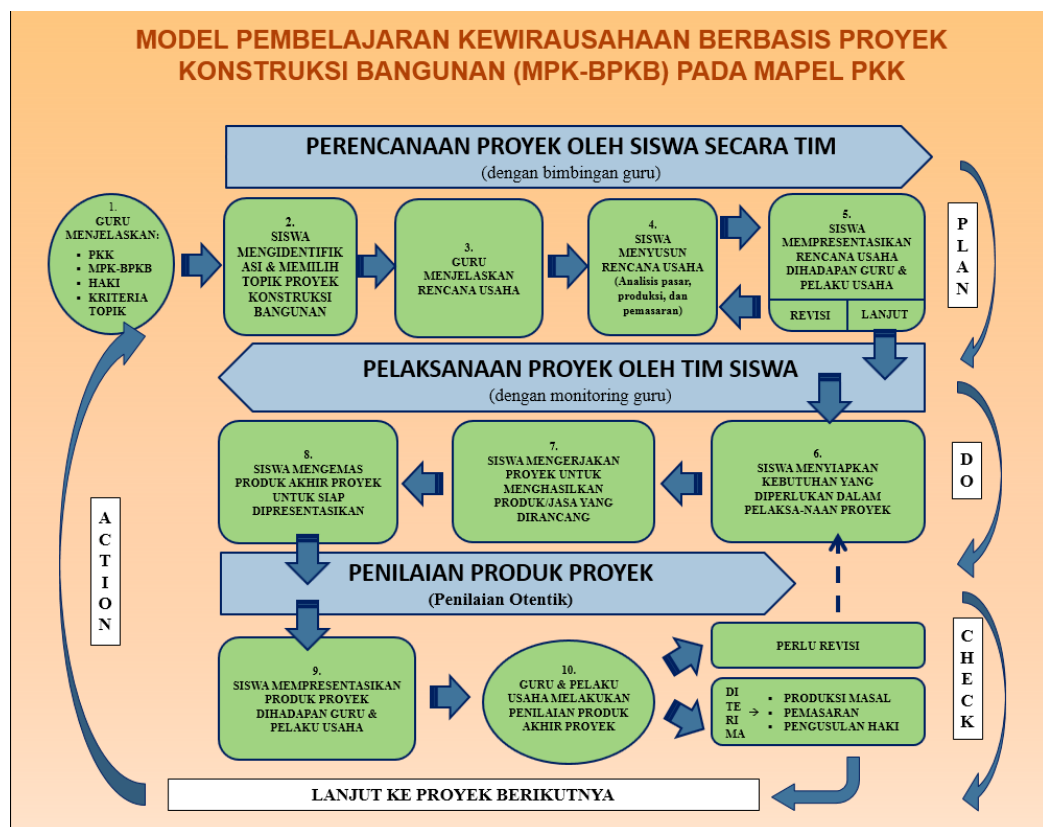 MODEL PEMBELAJARAN KEWIRAUSAHAAN BERBASIS PROYEK
KONSTRUKSI BANGUNAN (MPK-BPKB) PADA MAPEL PKK
PERENCANAAN PROYEK OLEH SISWA SECARA TIM
(dengan bimbingan guru)
1.
GURU
MENJELASKAN:
▪ PKK
▪ MPK-BPKB
▪ HAKI
▪ KRITERIA
TOPIK
2.
SISWA
MENGIDENTIFIK
ASI & MEMILIH
TOPIK PROYEK
KONSTRUKSI
BANGUNAN
3.
GURU
MENJELASKAN
RENCANA USAHA
4.
SISWA
MENYUSUN
RENCANA USAHA
(Analisis pasar,
produksi, dan
pemasaran)
5.
SISWA
MEMPRESENTASIKAN
RENCANA USAHA
DIHADAPAN GURU &
PELAKU USAHA
REVISI
LANJUT
P
L
A
N
PELAKSANAAN PROYEK OLEH TIM SISWA
(dengan monitoring guru)
8.
SISWA MENGEMAS
PRODUK AKHIR PROYEK
UNTUK SIAP
DIPRESENTASIKAN
7.
SISWA MENGERJAKAN
PROYEK UNTUK
MENGHASILKAN
PRODUK/JASA YANG
DIRANCANG
6.
SISWA MENYIAPKAN
KEBUTUHAN YANG
DIPERLUKAN DALAM
PELAKSA-NAAN PROYEK
D
O
A
C
T
I
O
N
PENILAIAN PRODUK PROYEK
(Penilaian Otentik)
9.
SISWA MEMPRESENTASIKAN
PRODUK PROYEK
DIHADAPAN GURU &
PELAKU USAHA
10.
GURU & PELAKU
USAHA MELAKUKAN
PENILAIAN PRODUK
AKHIR PROYEK
PERLU REVISI
DI
TE
RI
MA
→
▪ PRODUKSI MASAL
▪ PEMASARAN
▪ PENGUSULAN HAKI
C
H
E
C
K
LANJUT KE PROYEK BERIKUTNYA